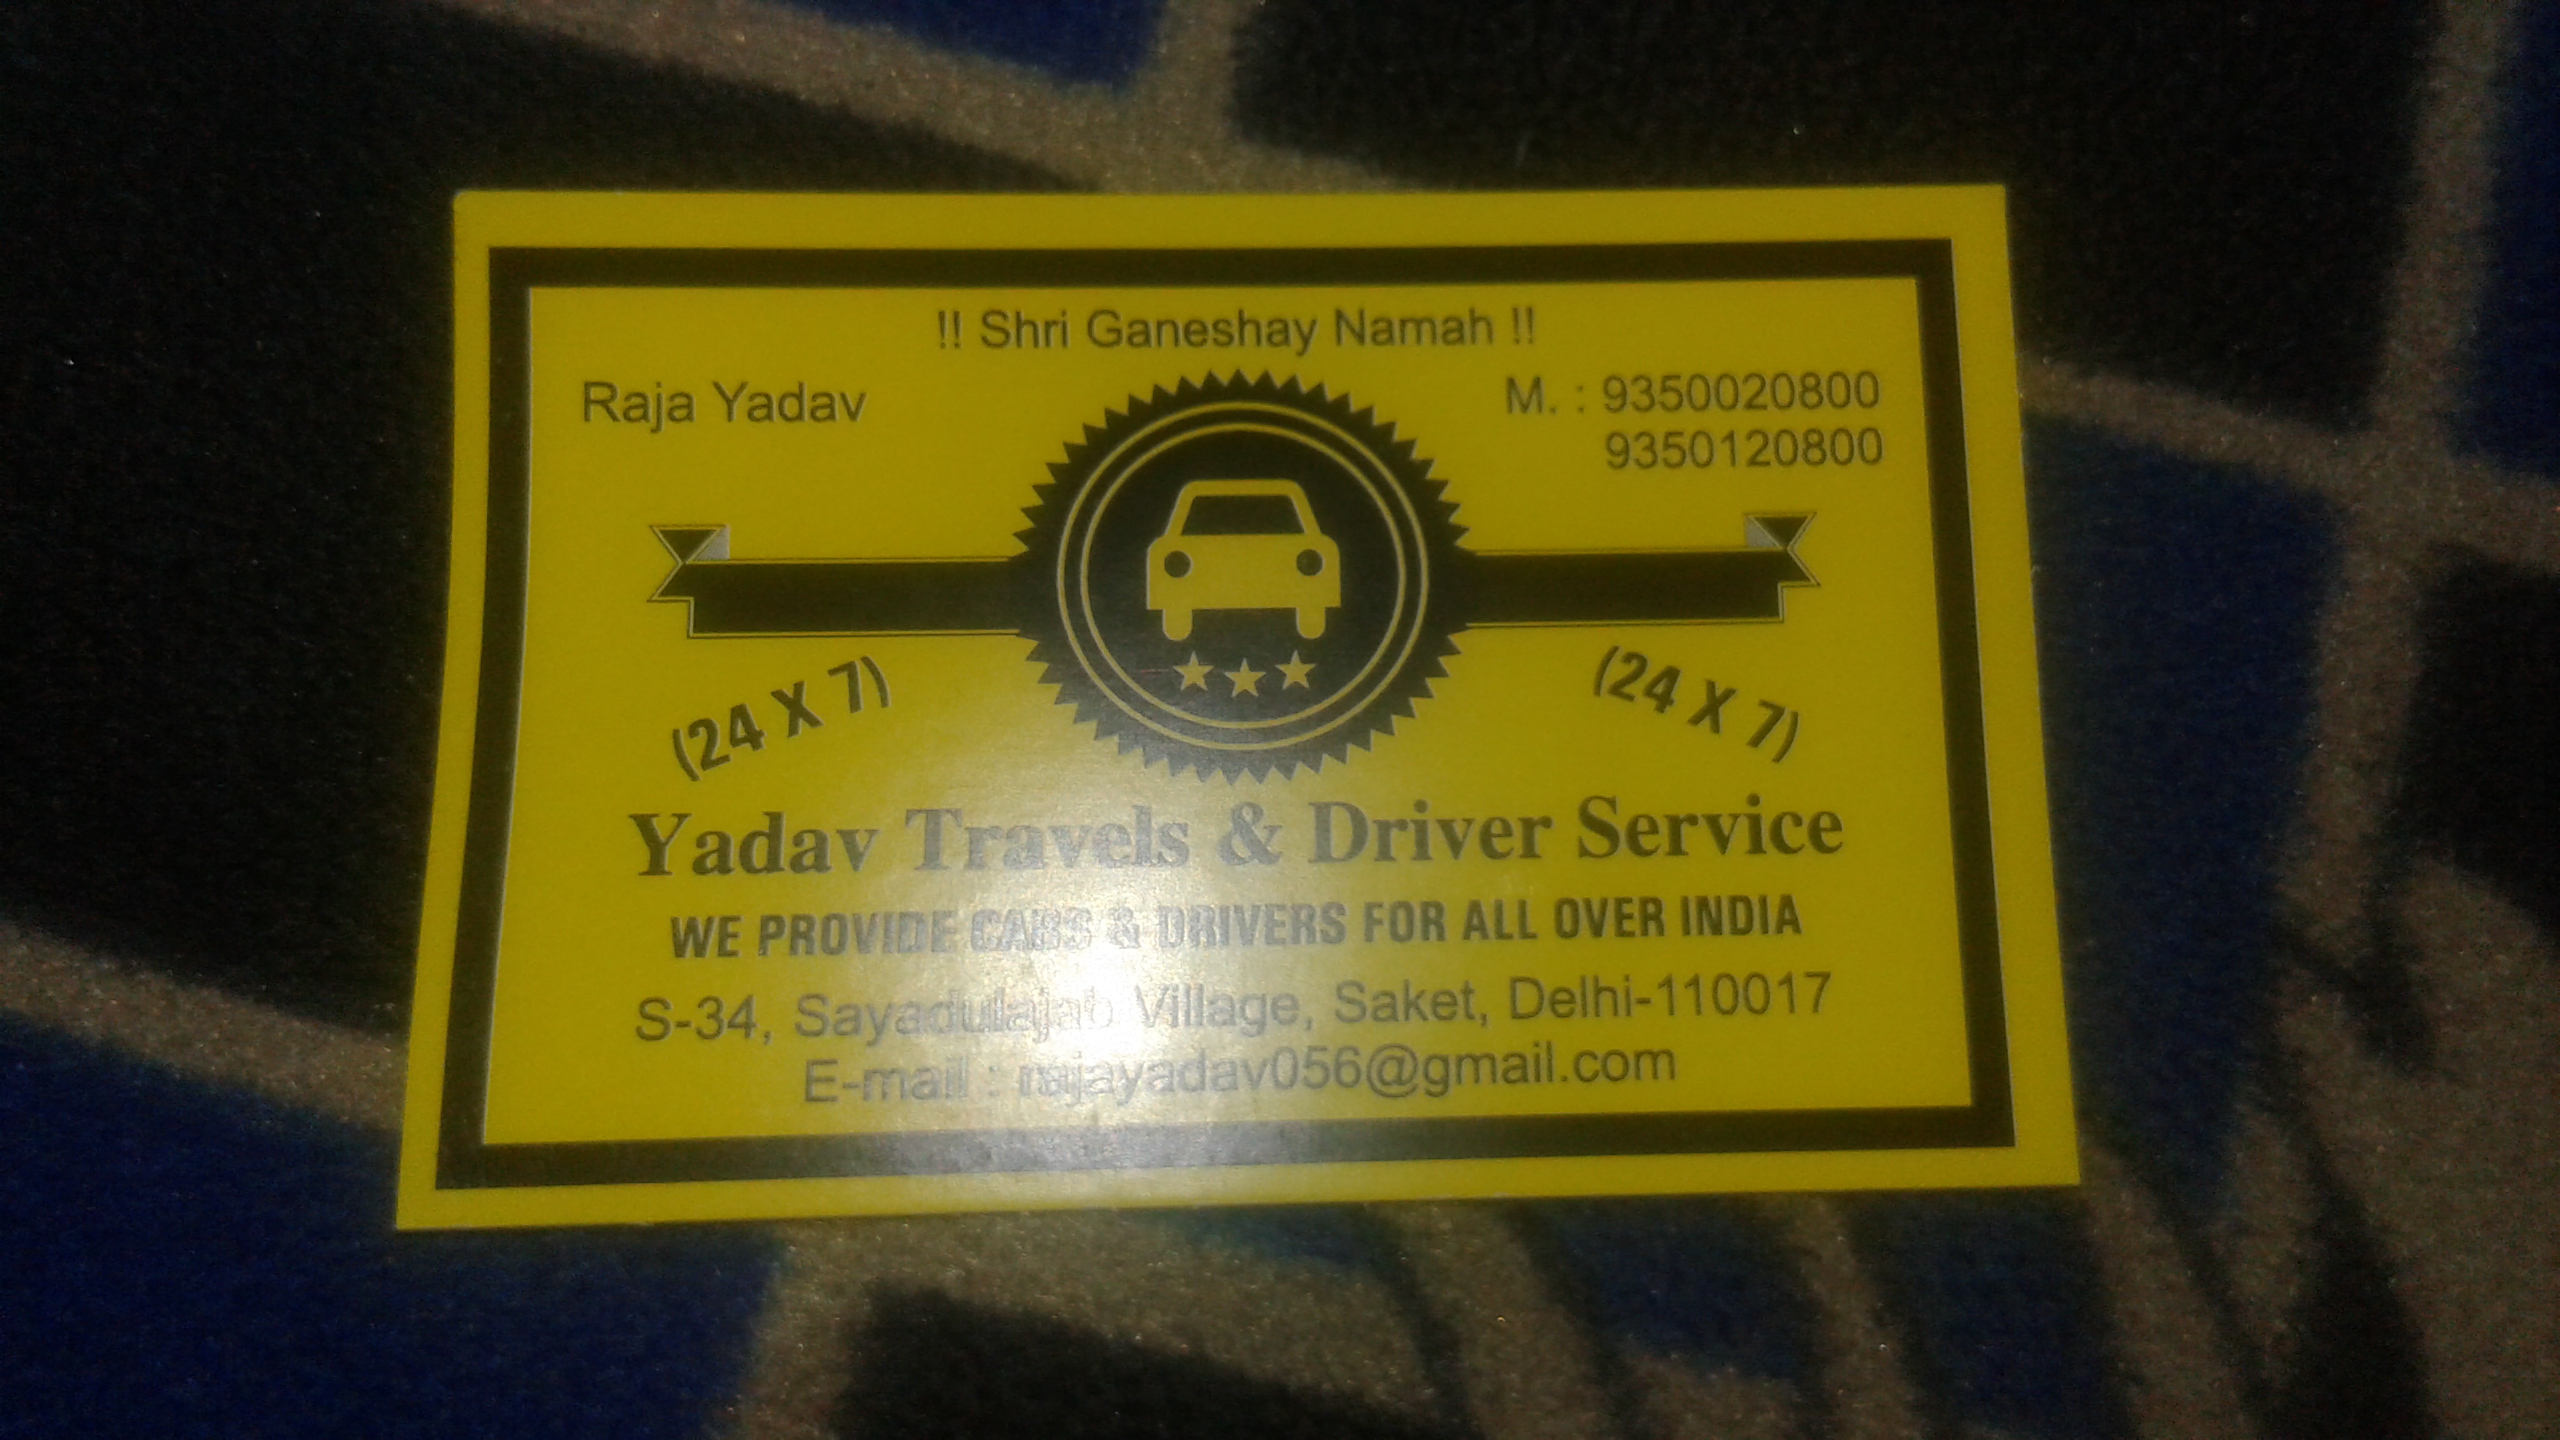 !! Shri Ganeshay Namah !!
Raja Yadav
M. : 9350020800
9350120800
(24 X 7)
(24 X 7)
Yadav Travels & Driver Service
WE PROVIDE CABS & DRIVERS FOR ALL OVER INDIA
S-34, Sayadulajab Village, Saket, Delhi-110017
E-mail : rajayadav056@gmail.com